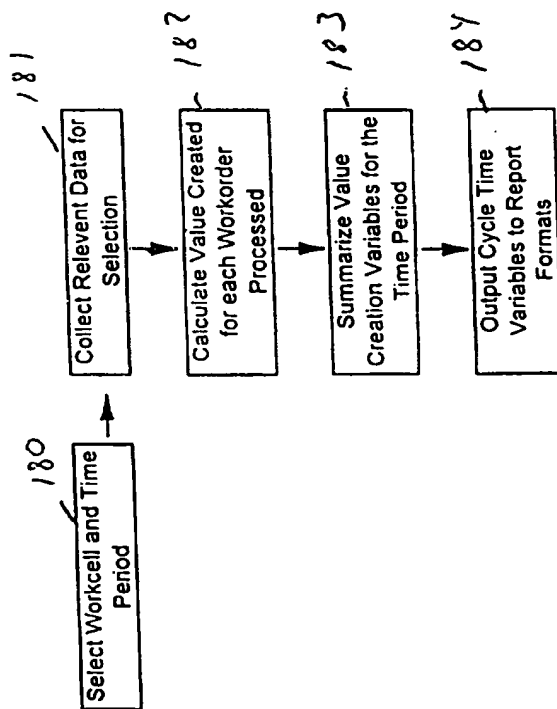 180
Select Workcell and Time
Period
181
Collect Relevent Data for
Selection
182
Calculate Value Created
for each Workorder
Processed
183
Summarize Value
Creation Variables for the
Time Period
184
Output Cycle Time
Variables to Report
Formats